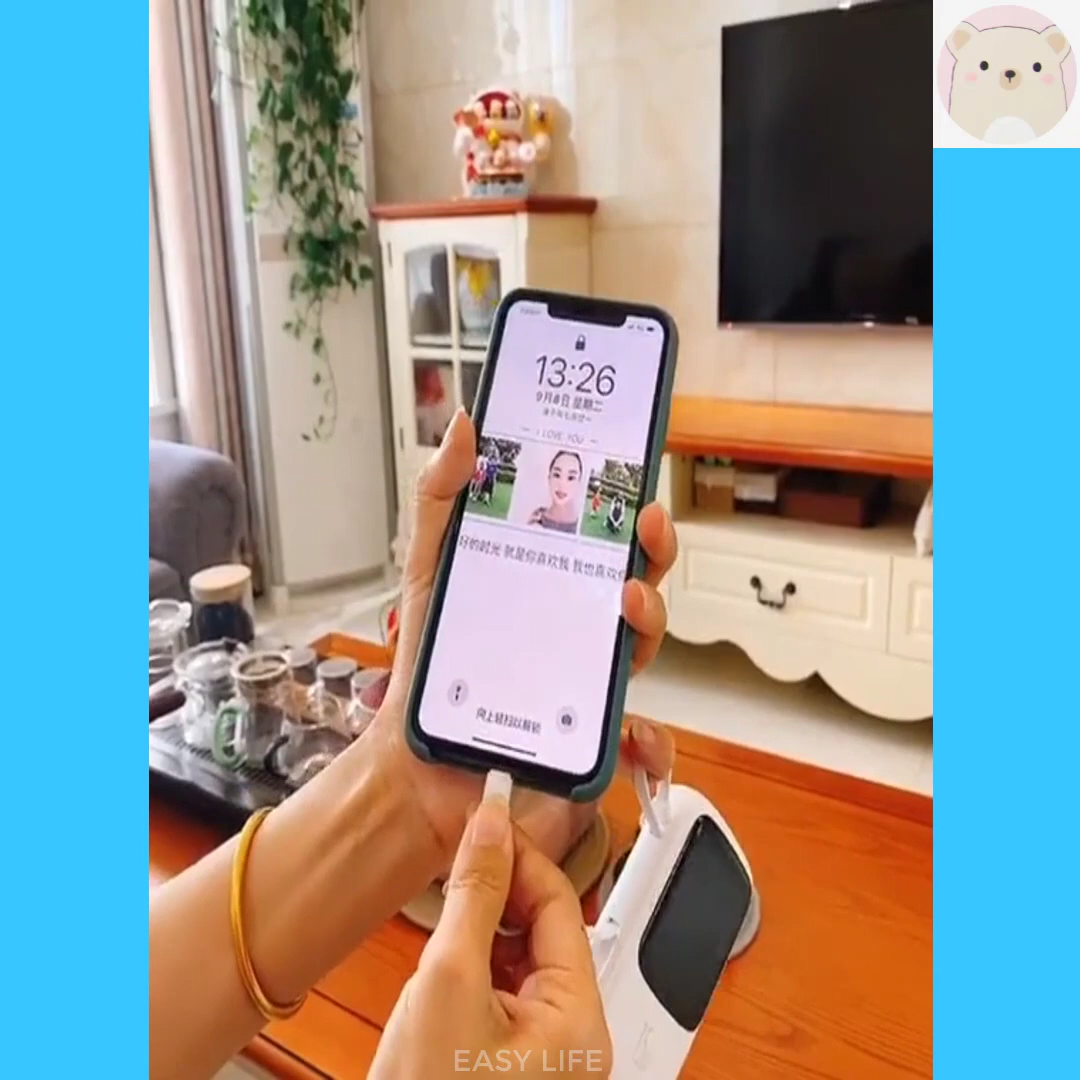 13:26
9月8日 星期二
I LOVE YOU
好的时光 就是你喜欢我 我也喜欢你
向上轻扫以解锁
EASY LIFE